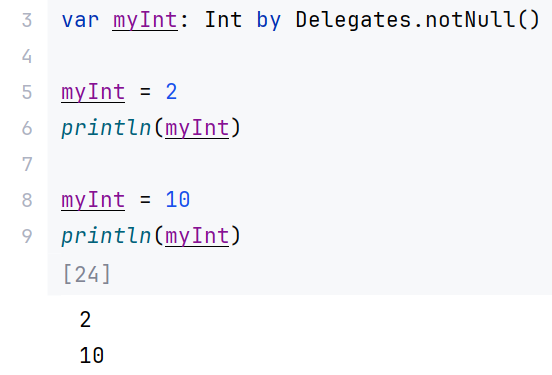 3 var myInt: Int by Delegates.notNull()
4
5 myInt = 2
6 println(myInt)
7
8 myInt = 10
9 println(myInt)
[24]
2
10